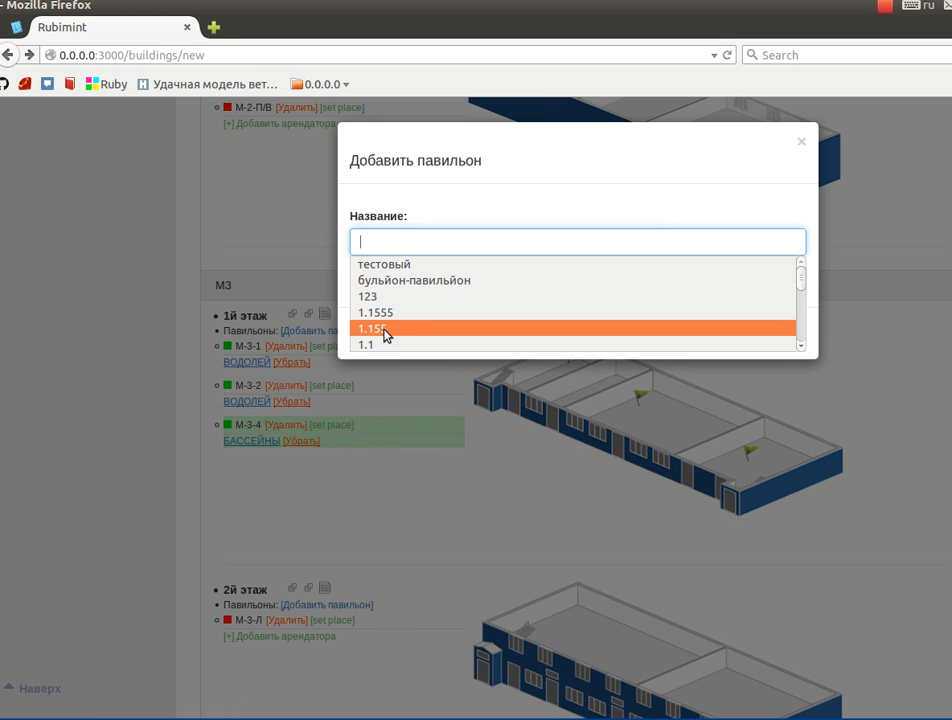 - Mozilla Firefox
ru
Rubimint
0.0.0.0:3000/buildings/new
Search
Ruby
Удачная модель вет...
0.0.0.0
М-2-П/В [Удалить] [set place]
[+] Добавить арендатора
×
Добавить павильон
Название:
тестовый
бульйон-павильйон
123
1.1555
1.155
1.1
М3
1й этаж
Павильоны: [Добавить па
М-3-1 [Удалить] [set pl
ВОДОЛЕЙ [Убрать]
М-3-2 [Удалить] [set place]
ВОДОЛЕЙ [Убрать]
М-3-4 [Удалить] [set place]
БАССЕЙНЫ [Убрать]
2й этаж
Павильоны: [Добавить павильон]
М-3-Л [Удалить] [set place]
[+] Добавить арендатора
Наверх